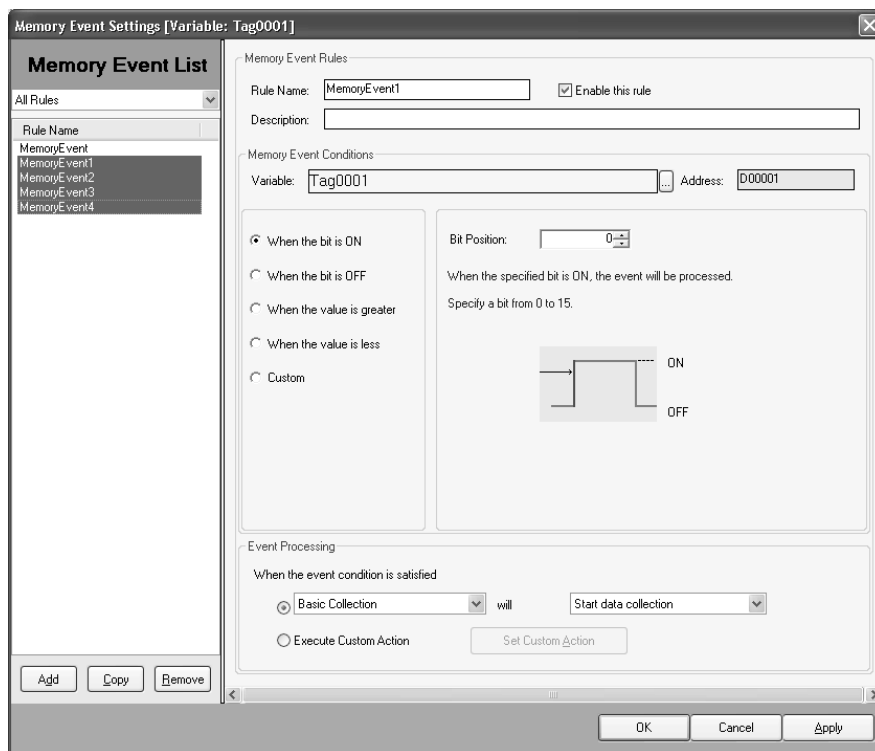 Memory Event Settings [Variable: Tag0001]
Memory Event List
All Rules
Rule Name
MemoryEvent
MemoryEvent1
MemoryEvent2
MemoryEvent3
MemoryEvent4
Add Copy Remove
Memory Event Rules
Rule Name: MemoryEvent1 Enable this rule
Description:
Memory Event Conditions
Variable: Tag0001 ... Address: D00001
When the bit is ON
When the bit is OFF
When the value is greater
When the value is less
Custom
Bit Position: 0
When the specified bit is ON, the event will be processed.
Specify a bit from 0 to 15.
ON
OFF
Event Processing
When the event condition is satisfied
Basic Collection will Start data collection
Execute Custom Action Set Custom Action
OK Cancel Apply